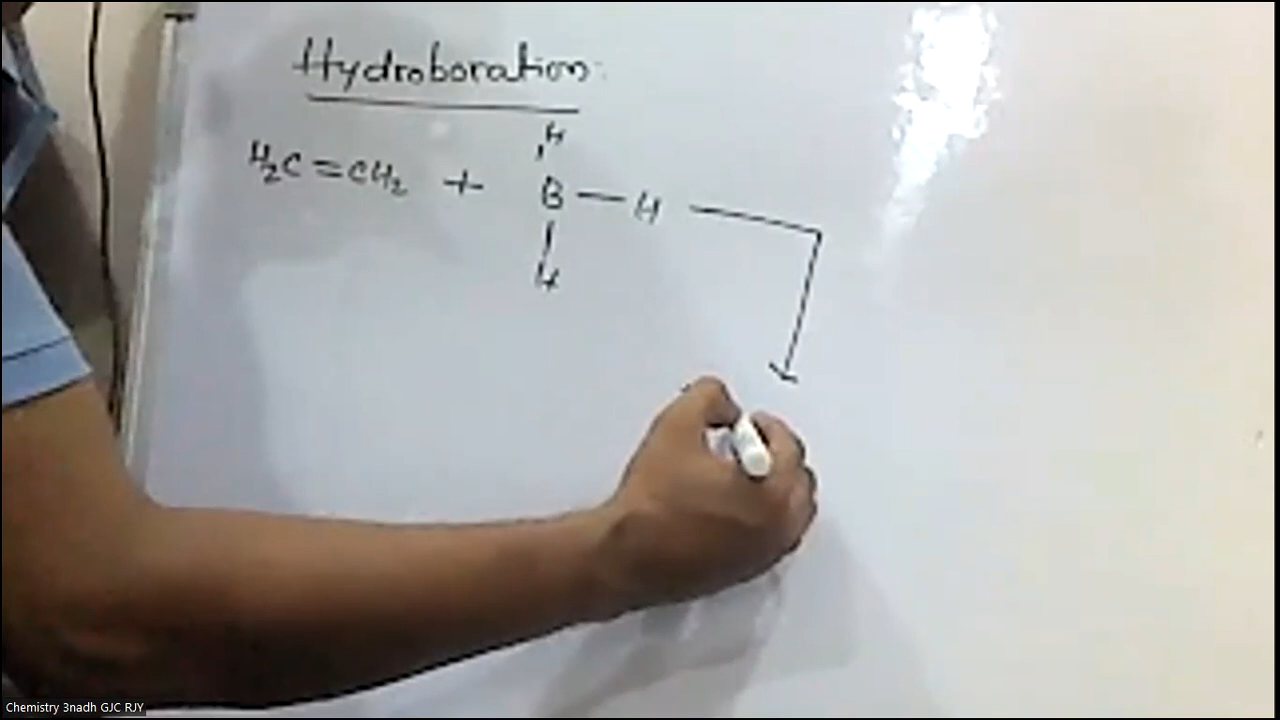 Hydroboration:
H
H₂C=CH₂ + B—H
H
Chemistry 3nadh GJC RJY